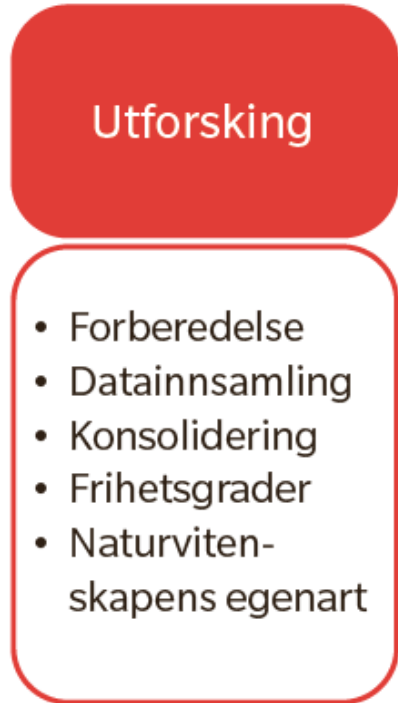 Utforsking
• Forberedelse
• Datainnsamling
• Konsolidering
• Frihetsgrader
• Naturviten-
skapens egenart